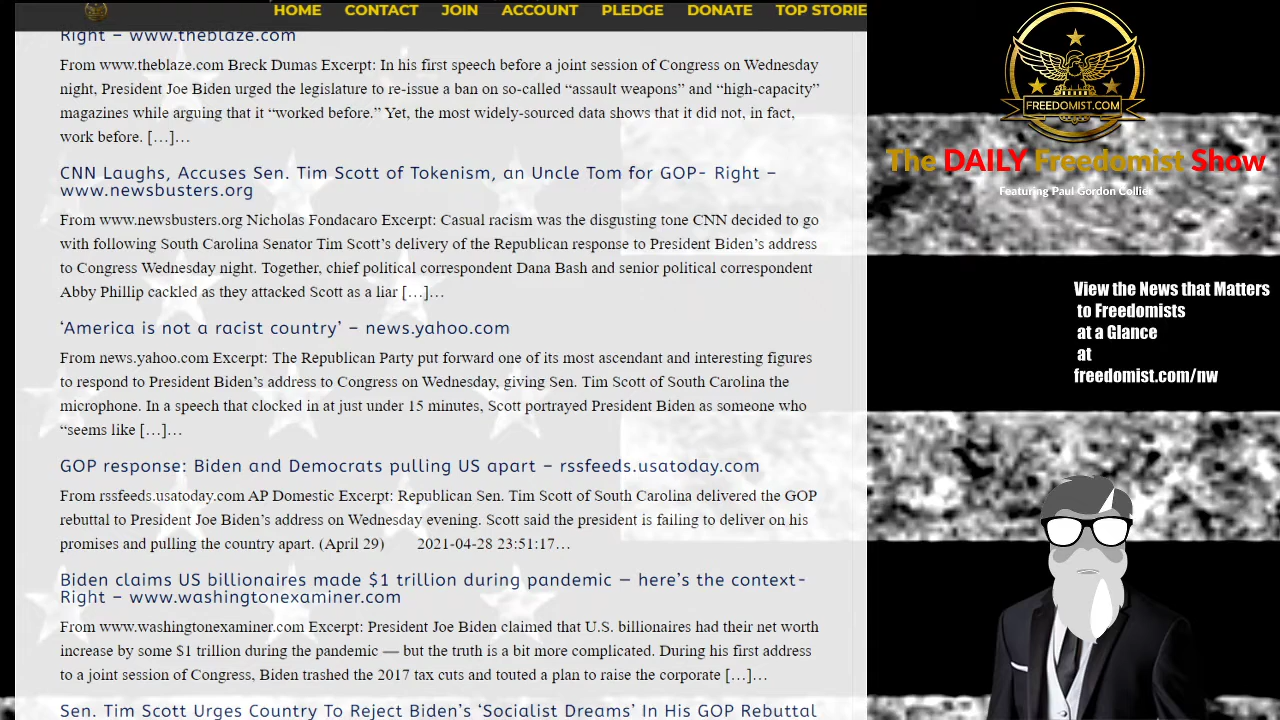 HOME CONTACT JOIN ACCOUNT PLEDGE DONATE TOP STORIE
Right – www.theblaze.com
From www.theblaze.com Breck Dumas Excerpt: In his first speech before a joint session of Congress on Wednesday
night, President Joe Biden urged the legislature to re-issue a ban on so-called “assault weapons” and “high-capacity”
magazines while arguing that it “worked before.” Yet, the most widely-sourced data shows that it did not, in fact,
work before. […]…
CNN Laughs, Accuses Sen. Tim Scott of Tokenism, an Uncle Tom for GOP- Right –
www.newsbusters.org
From www.newsbusters.org Nicholas Fondacaro Excerpt: Casual racism was the disgusting tone CNN decided to go
with following South Carolina Senator Tim Scott’s delivery of the Republican response to President Biden’s address
to Congress Wednesday night. Together, chief political correspondent Dana Bash and senior political correspondent
Abby Phillip cackled as they attacked Scott as a liar […]…
‘America is not a racist country’ – news.yahoo.com
From news.yahoo.com Excerpt: The Republican Party put forward one of its most ascendant and interesting figures
to respond to President Biden’s address to Congress on Wednesday, giving Sen. Tim Scott of South Carolina the
microphone. In a speech that clocked in at just under 15 minutes, Scott portrayed President Biden as someone who
“seems like […]…
GOP response: Biden and Democrats pulling US apart – rssfeeds.usatoday.com
From rssfeeds.usatoday.com AP Domestic Excerpt: Republican Sen. Tim Scott of South Carolina delivered the GOP
rebuttal to President Joe Biden’s address on Wednesday evening. Scott said the president is failing to deliver on his
promises and pulling the country apart. (April 29) 2021-04-28 23:51:17…
Biden claims US billionaires made $1 trillion during pandemic — here’s the context-
Right – www.washingtonexaminer.com
From www.washingtonexaminer.com Excerpt: President Joe Biden claimed that U.S. billionaires had their net worth
increase by some $1 trillion during the pandemic — but the truth is a bit more complicated. During his first address
to a joint session of Congress, Biden trashed the 2017 tax cuts and touted a plan to raise the corporate […]…
Sen. Tim Scott Urges Country To Reject Biden’s ‘Socialist Dreams’ In His GOP Rebuttal
FREEDOMIST.COM
The DAILY Freedomist Show
Featuring Paul Gordon Collier
View the News that Matters
to Freedomists
at a Glance
at
freedomist.com/nw